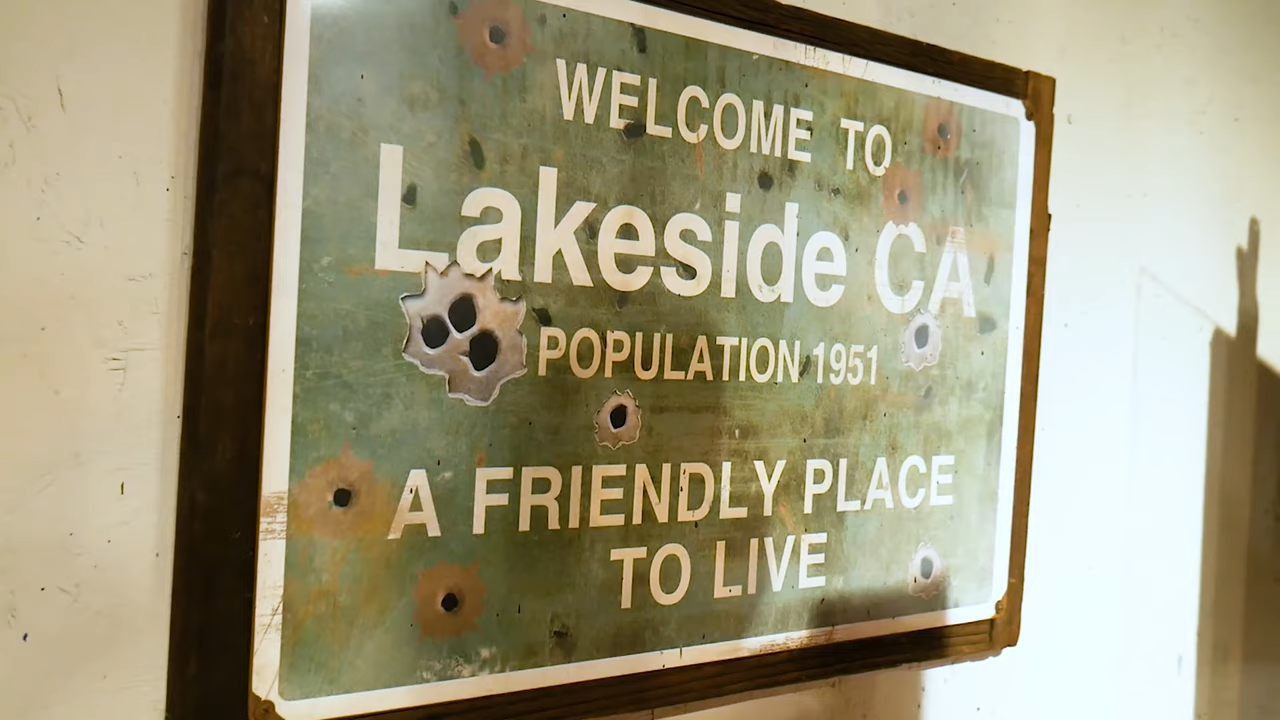 WELCOME TO
Lakeside CA
POPULATION 1951
A FRIENDLY PLACE
TO LIVE